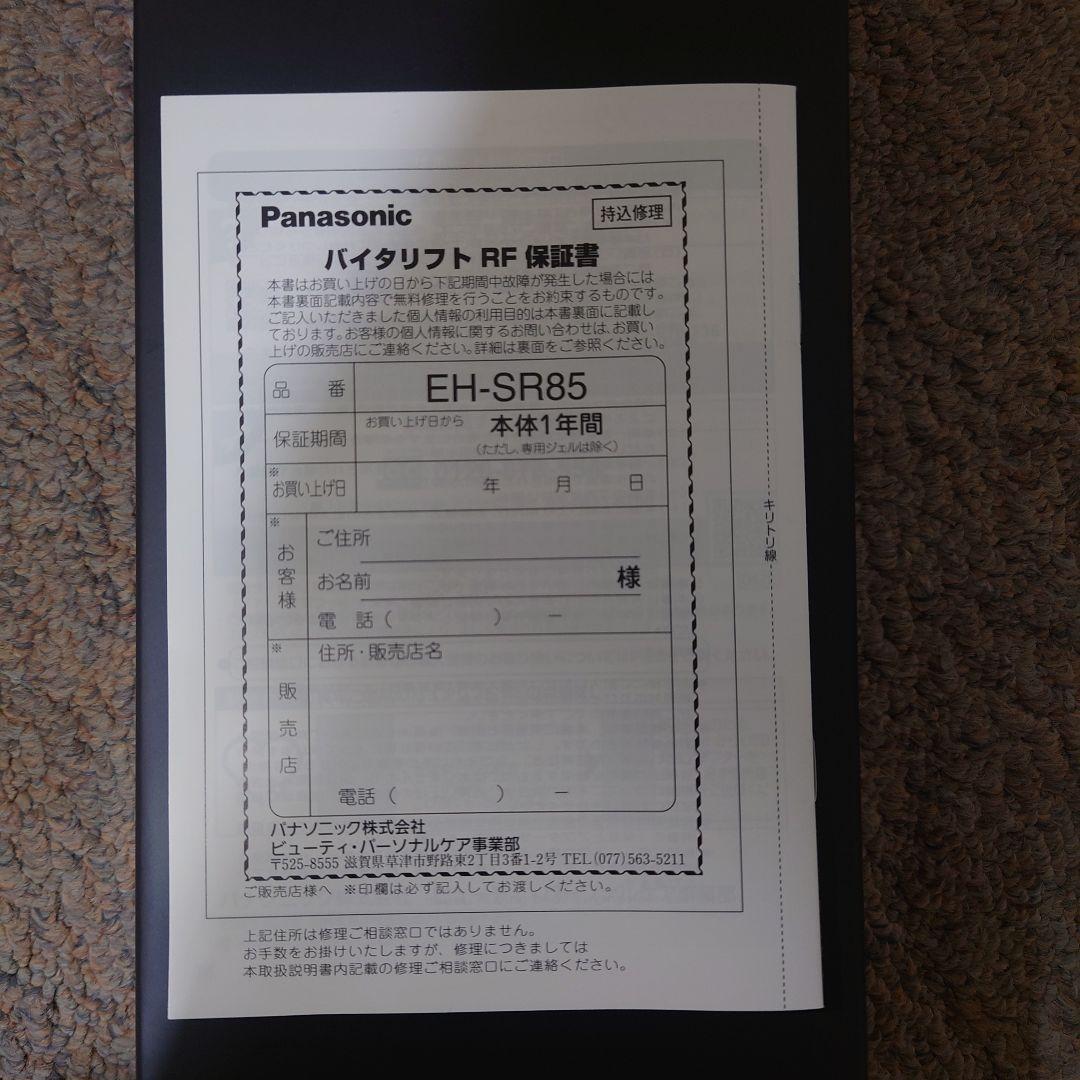 Panasonic
持込修理
バイタリフト RF 保証書
本書はお買い上げの日から下記期間中故障が発生した場合には
本書裏面記載内容で無料修理を行うことをお約束するものです。
ご記入いただきました個人情報の利用目的は本書裏面に記載し
ております。お客様の個人情報に関するお問い合わせは、お買い
上げの販売店にご連絡ください。詳細は裏面をご参照ください。
品 番 EH-SR85
保証期間 お買い上げ日から 本体1年間
(ただし、専用ジェルは除く)
※お買い上げ日 年 月 日
※お客様
ご住所
お名前 様
電 話( ) －
※販売店
住所・販売店名
電話( ) －
パナソニック株式会社
ビューティ・パーソナルケア事業部
〒525-8555 滋賀県草津市野路東2丁目3番1-2号 TEL(077)563-5211
ご販売店様へ ※印欄は必ず記入してお渡しください。
上記住所は修理ご相談窓口ではありません。
お手数をお掛けいたしますが、修理につきましては
本取扱説明書内記載の修理ご相談窓口にご連絡ください。
キリトリ線